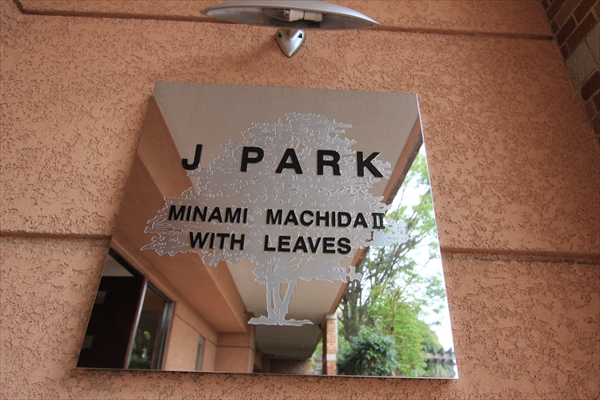 J PARK
MINAMI MACHIDA Ⅱ
WITH LEAVES